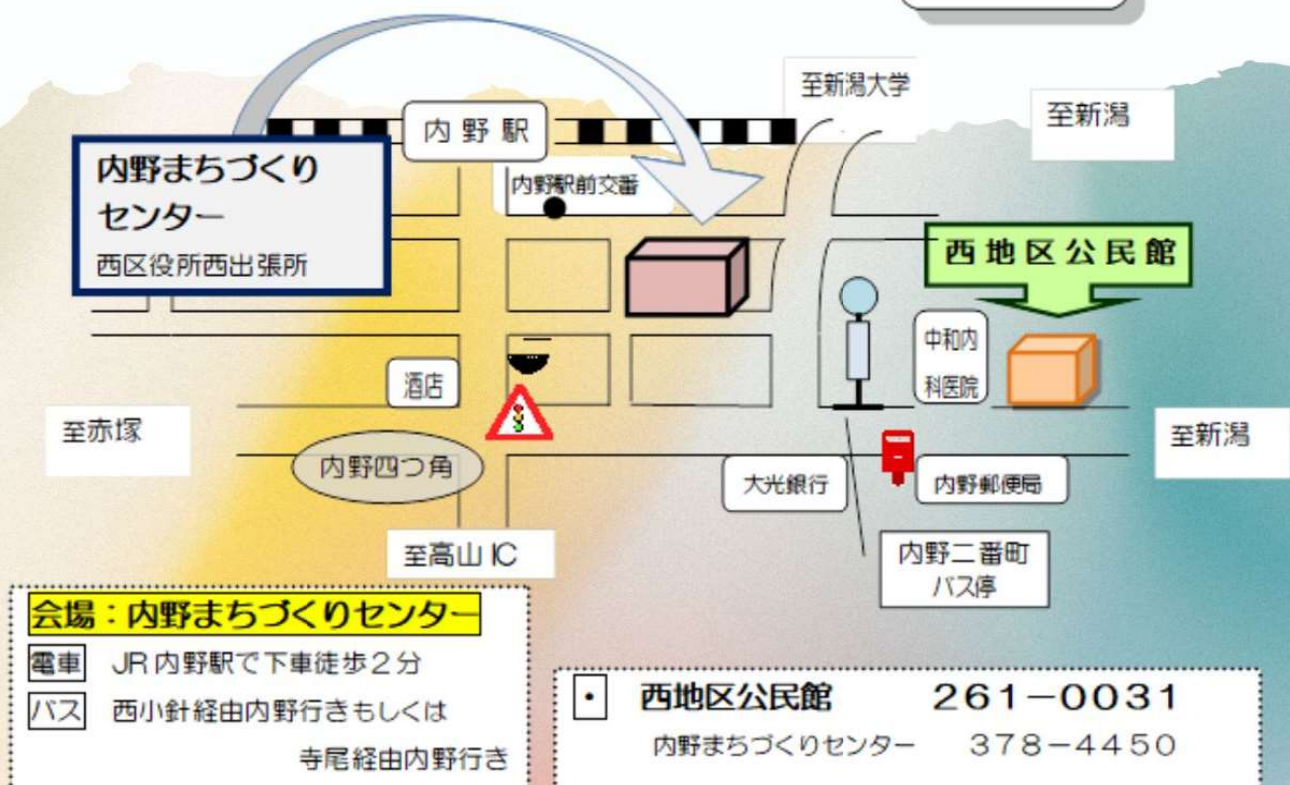 至新潟大学
至新潟
内野駅
内野まちづくり
センター
西区役所西出張所
内野駅前交番
西地区公民館
中和内
科医院
酒店
至赤塚
至新潟
内野四つ角
大光銀行
内野郵便局
至高山IC
内野二番町
バス停
会場：内野まちづくりセンター
電車 JR内野駅で下車徒歩２分
バス 西小針経由内野行きもしくは
寺尾経由内野行き
・ 西地区公民館 261-0031
内野まちづくりセンター 378-4450